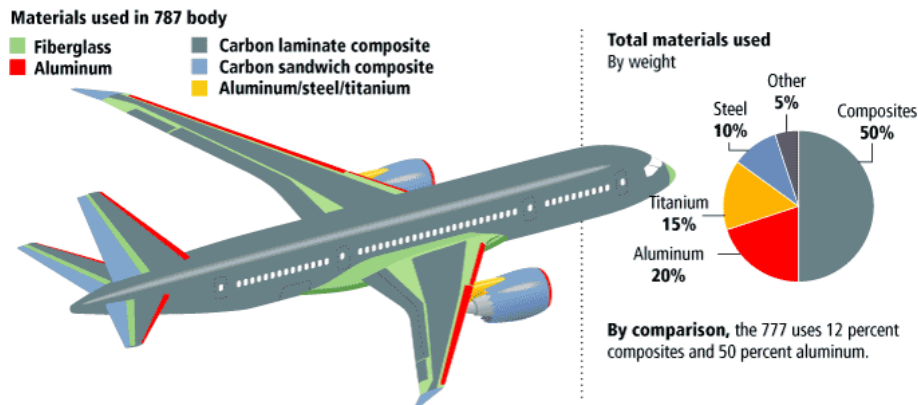 Materials used in 787 body
Fiberglass
Aluminum
Carbon laminate composite
Carbon sandwich composite
Aluminum/steel/titanium
Total materials used
By weight
Other
5%
Steel
10%
Composites
50%
Titanium
15%
Aluminum
20%
By comparison, the 777 uses 12 percent
composites and 50 percent aluminum.